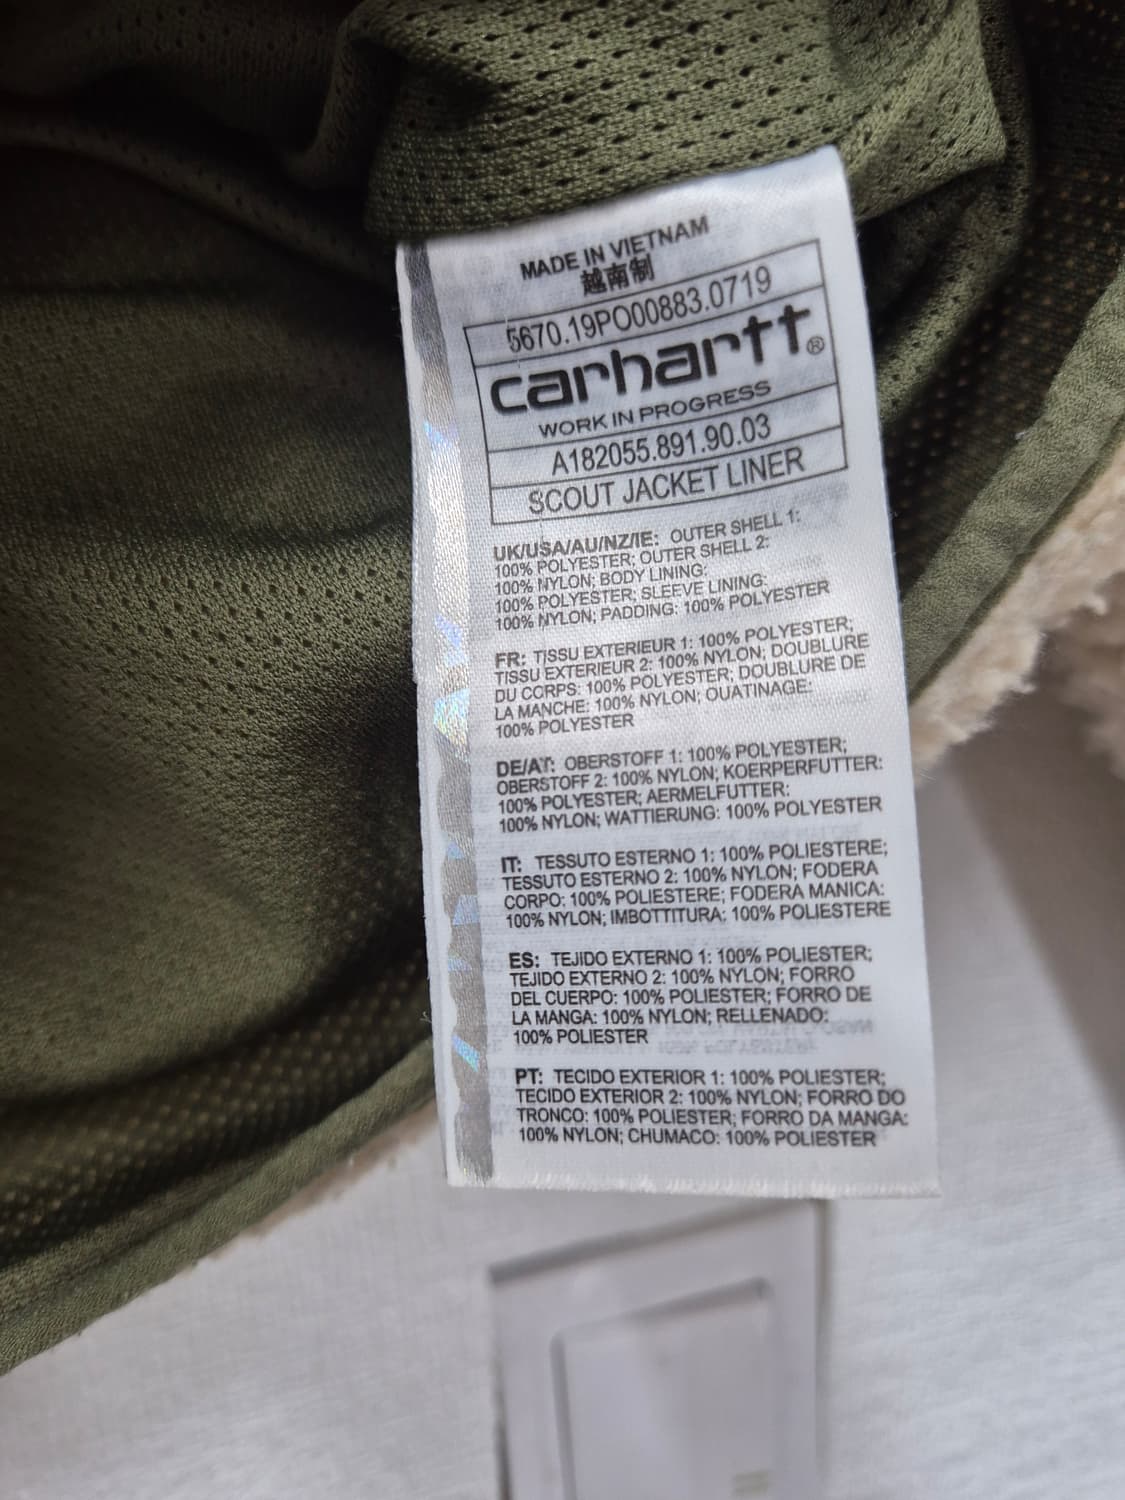 MADE IN VIETNAM
越南制
5670.19PO00883.0719
carhartt®
WORK IN PROGRESS
A182055.891.90.03
SCOUT JACKET LINER
UK/USA/AU/NZ/IE: OUTER SHELL 1:
100% POLYESTER; OUTER SHELL 2:
100% NYLON; BODY LINING:
100% POLYESTER; SLEEVE LINING:
100% NYLON; PADDING: 100% POLYESTER
FR: TISSU EXTERIEUR 1: 100% POLYESTER;
TISSU EXTERIEUR 2: 100% NYLON; DOUBLURE
DU CORPS: 100% POLYESTER; DOUBLURE DE
LA MANCHE: 100% NYLON; OUATINAGE:
100% POLYESTER
DE/AT: OBERSTOFF 1: 100% POLYESTER;
OBERSTOFF 2: 100% NYLON; KOERPERFUTTER:
100% POLYESTER; AERMELFUTTER:
100% NYLON; WATTIERUNG: 100% POLYESTER
IT: TESSUTO ESTERNO 1: 100% POLIESTERE;
TESSUTO ESTERNO 2: 100% NYLON; FODERA
CORPO: 100% POLIESTERE; FODERA MANICA:
100% NYLON; IMBOTTITURA: 100% POLIESTERE
ES: TEJIDO EXTERNO 1: 100% POLIESTER;
TEJIDO EXTERNO 2: 100% NYLON; FORRO
DEL CUERPO: 100% POLIESTER; FORRO DE
LA MANGA: 100% NYLON; RELLENADO:
100% POLIESTER
PT: TECIDO EXTERIOR 1: 100% POLIESTER;
TECIDO EXTERIOR 2: 100% NYLON; FORRO DO
TRONCO: 100% POLIESTER; FORRO DA MANGA:
100% NYLON; CHUMACO: 100% POLIESTER